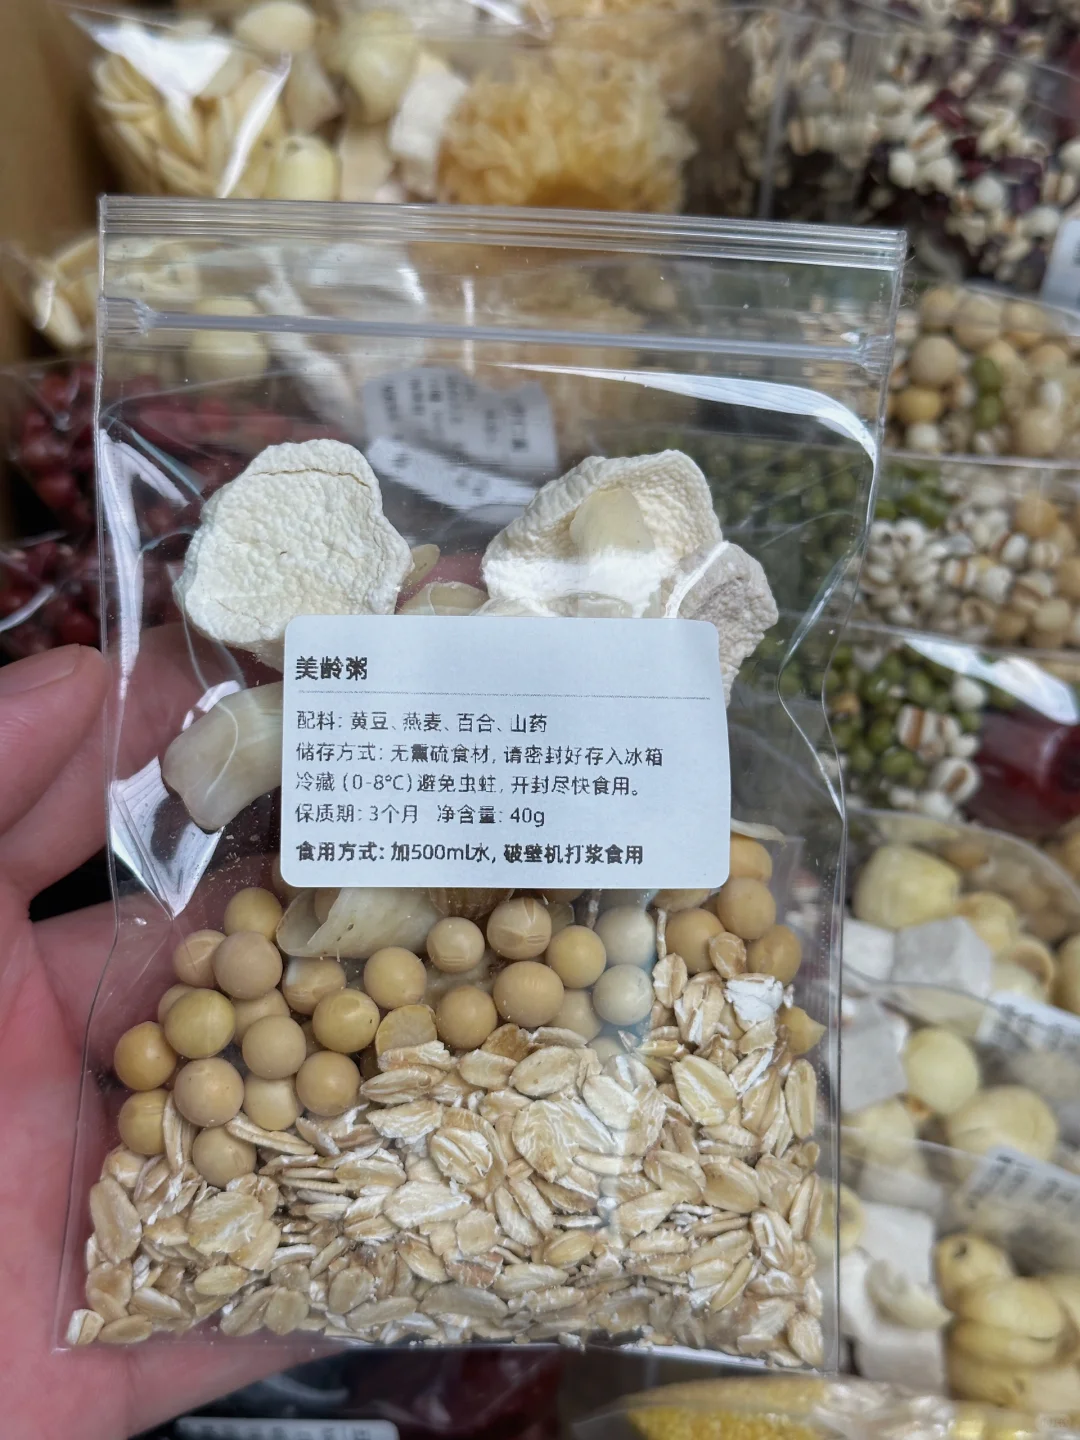 美龄粥
配料: 黄豆、燕麦、百合、山药
储存方式: 无熏硫食材, 请密封好存入冰箱
冷藏 (0-8℃) 避免虫蛀, 开封尽快食用。
保质期: 3个月 净含量: 40g
食用方式: 加500ml水, 破壁机打浆食用